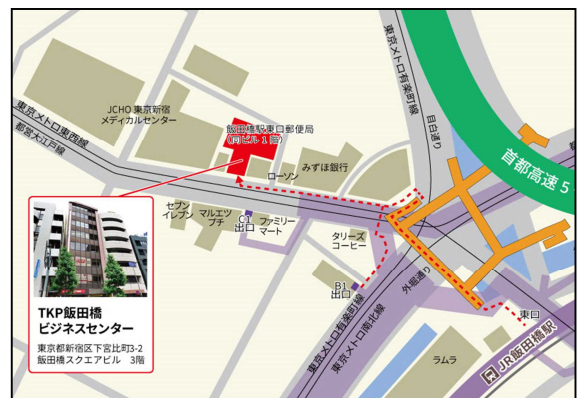 東京メトロ有楽町線
目白通り
首都高速 5
東京メトロ東西線
都営大江戸線
JCHO 東京新宿
メディカルセンター
飯田橋駅東口郵便局
(同ビル 1 階)
みずほ銀行
ローソン
セブン
イレブン
マルエツ
プチ
C1
出口
ファミリー
マート
タリーズ
コーヒー
B1
出口
外堀通り
東京メトロ有楽町線
東京メトロ南北線
東口
JR飯田橋駅
ラムラ
TKP飯田橋
ビジネスセンター
東京都新宿区下宮比町3-2
飯田橋スクエアビル 3階